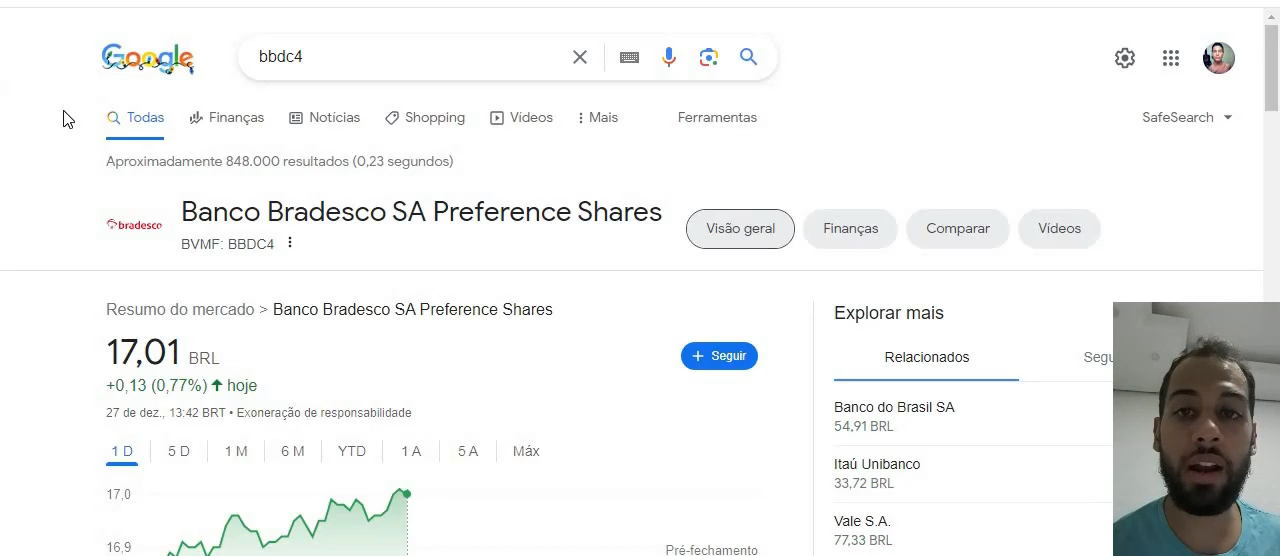 Google
bbdc4
Todas
Finanças
Notícias
Shopping
Vídeos
Mais
Ferramentas
SafeSearch
Aproximadamente 848.000 resultados (0,23 segundos)
bradesco
Banco Bradesco SA Preference Shares
BVMF: BBDC4
Visão geral
Finanças
Comparar
Vídeos
Resumo do mercado > Banco Bradesco SA Preference Shares
17,01 BRL
+ Seguir
+0,13 (0,77%) ↑ hoje
27 de dez., 13:42 BRT • Exoneração de responsabilidade
1 D
5 D
1 M
6 M
YTD
1 A
5 A
Máx
17,0
16,9
Pré-fechamento
Explorar mais
Relacionados
Segu
Banco do Brasil SA
54,91 BRL
Itaú Unibanco
33,72 BRL
Vale S.A.
77,33 BRL